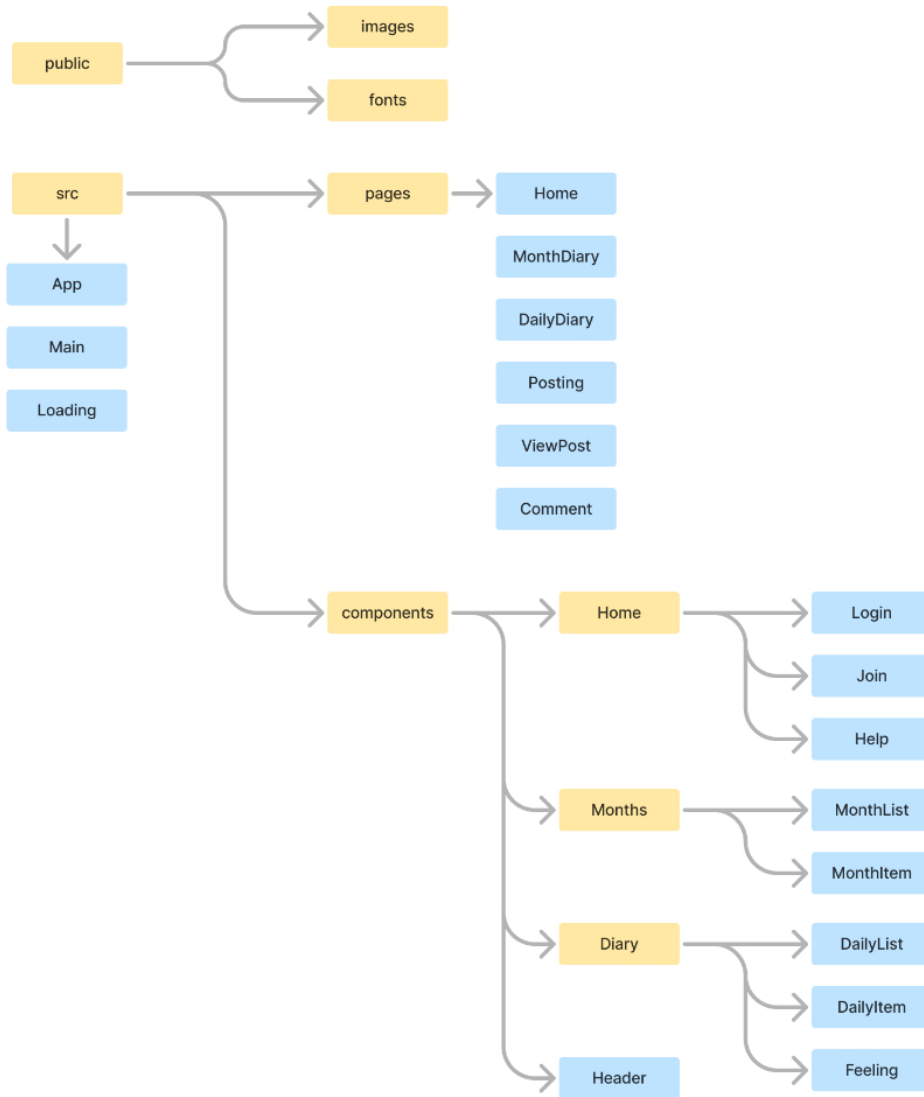 public
images
fonts
src
pages
Home
App
MonthDiary
Main
DailyDiary
Loading
Posting
ViewPost
Comment
components
Home
Login
Join
Help
Months
MonthList
MonthItem
Diary
DailyList
DailyItem
Feeling
Header